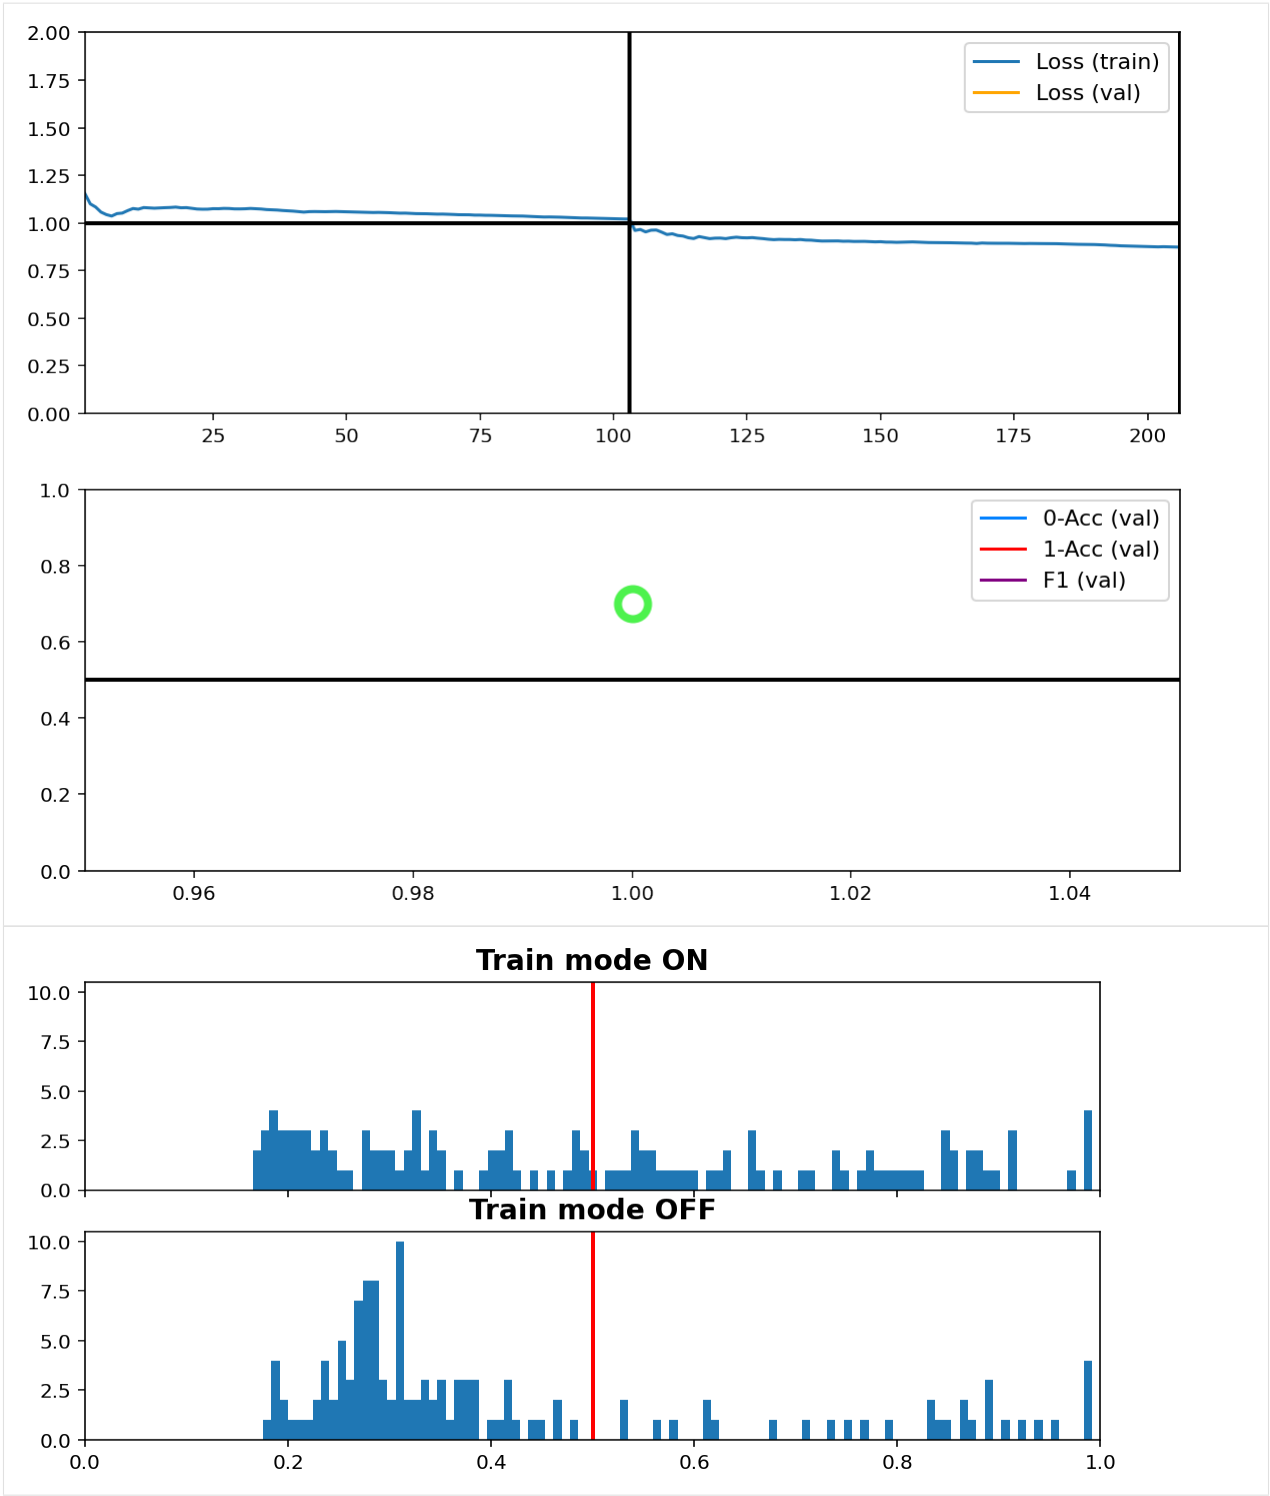 2.00
1.75
1.50
1.25
1.00
0.75
0.50
0.25
0.00
25 50 75 100 125 150 175 200
Loss (train)
Loss (val)
1.0
0.8
0.6
0.4
0.2
0.0
0.96 0.98 1.00 1.02 1.04
0-Acc (val)
1-Acc (val)
F1 (val)
Train mode ON
10.0
7.5
5.0
2.5
0.0
Train mode OFF
10.0
7.5
5.0
2.5
0.0
0.0 0.2 0.4 0.6 0.8 1.0